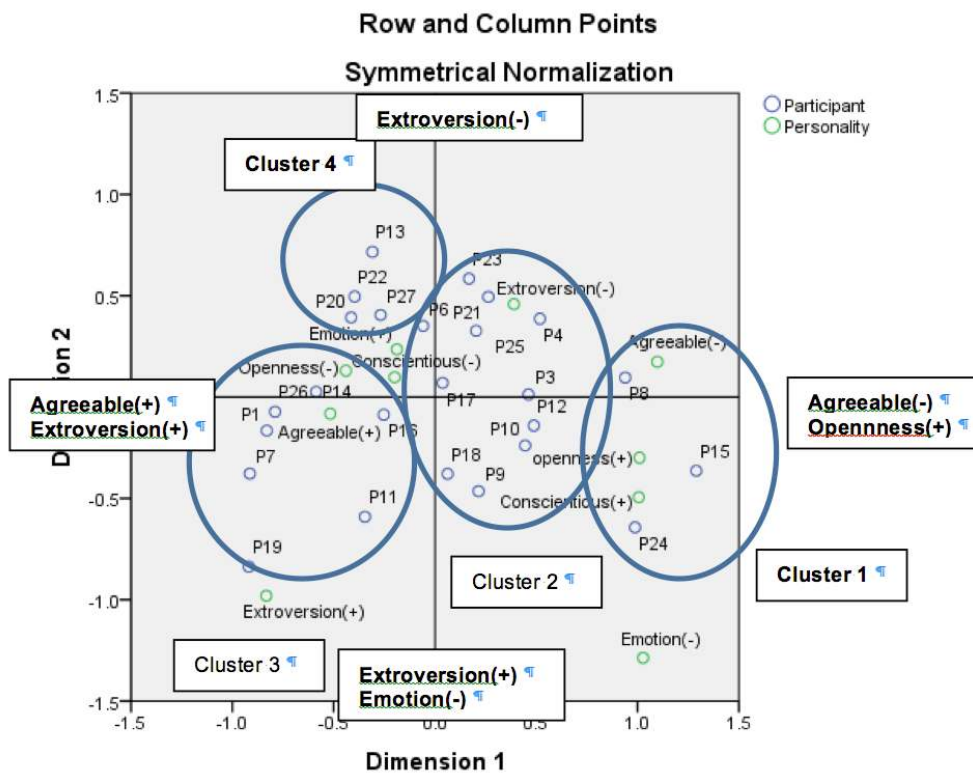 Row and Column Points
Symmetrical Normalization
1.5
Extroversion(-) ¶
Participant
Personality
Cluster 4 ¶
1.0
P13
P23
P22
0.5
Extroversion(-)
P20
P27
P6
P21
P4
Emotion(+)
P25
Agreeable(-)
Openness(-)
Conscientious(-)
P26
P14
P3
P8
P17
Agreeable(+) ¶
Extroversion(+) ¶
P1
P12
Agreeable(-) ¶
Opennness(+) ¶
Agreeable(+)
P16
P10
P7
P18
P9
openness(+)
P15
-0.5
P11
Conscientious(+)
P24
P19
Cluster 2 ¶
Cluster 1 ¶
-1.0
Extroversion(+)
Emotion(-)
Cluster 3 ¶
Extroversion(+) ¶
Emotion(-) ¶
-1.5
-1.5
-1.0
-0.5
0.0
0.5
1.0
1.5
Dimension 1